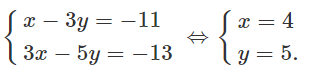 { x − 3y = −11
3x − 5y = −13 ⇔ { x = 4
y = 5.